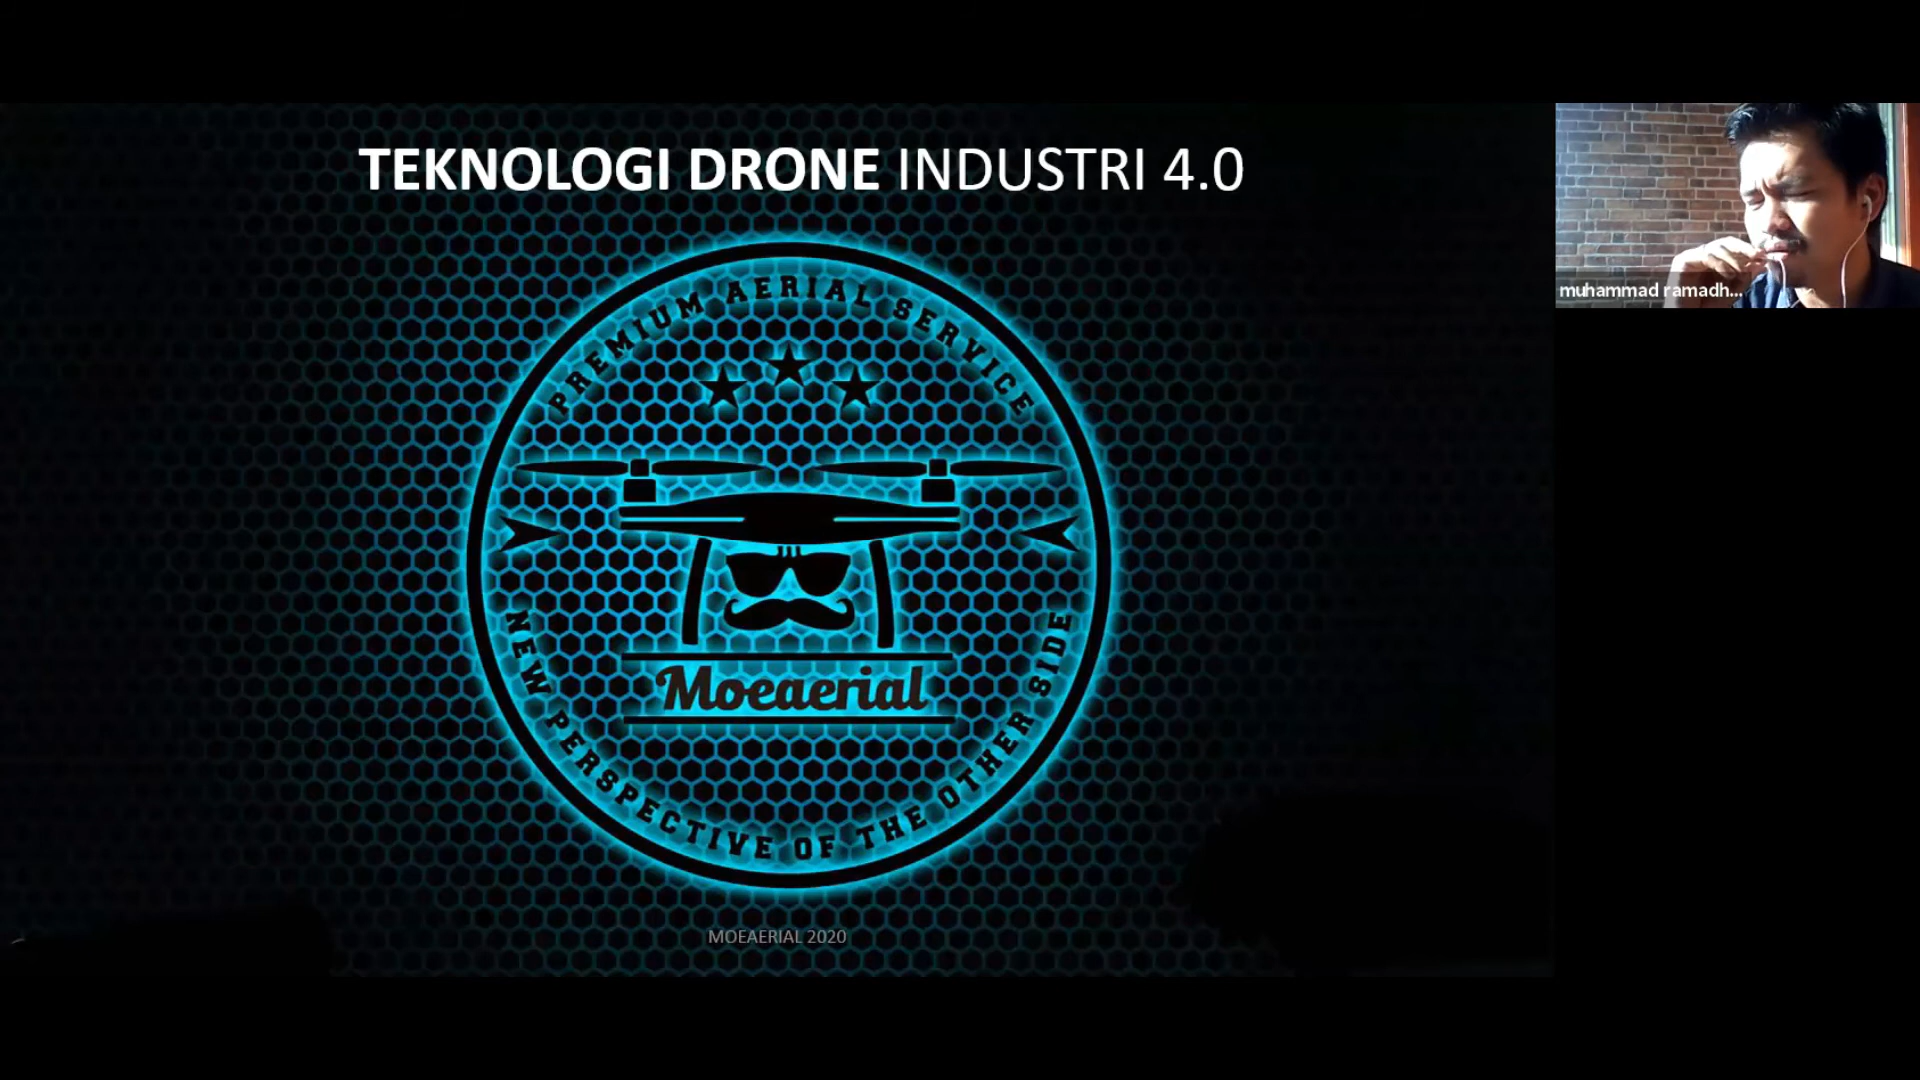 TEKNOLOGI DRONE INDUSTRI 4.0
PREMIUM AERIAL SERVICE
Moeaerial
NEW PERSPECTIVE OF THE OTHER SIDE
MOEAERIAL 2020
muhammad ramadh...